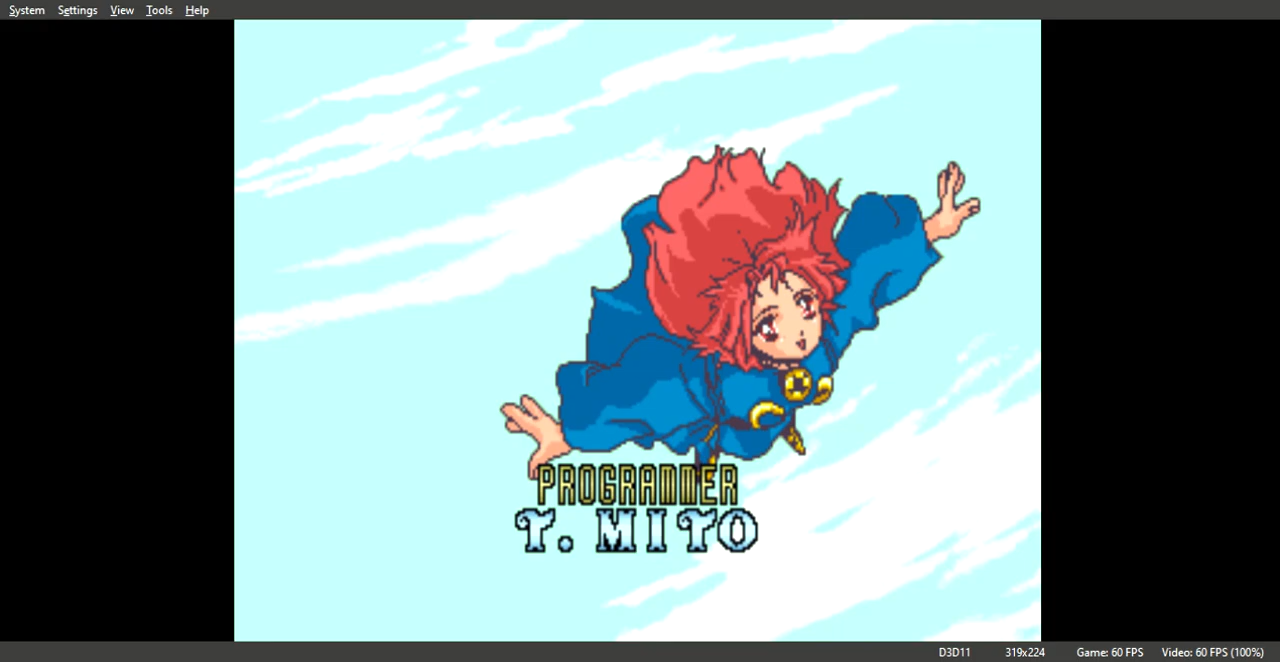 System Settings View Tools Help
PROGRAMMER
T. MITO
D3D11 319x224 Game: 60 FPS Video: 60 FPS (100%)